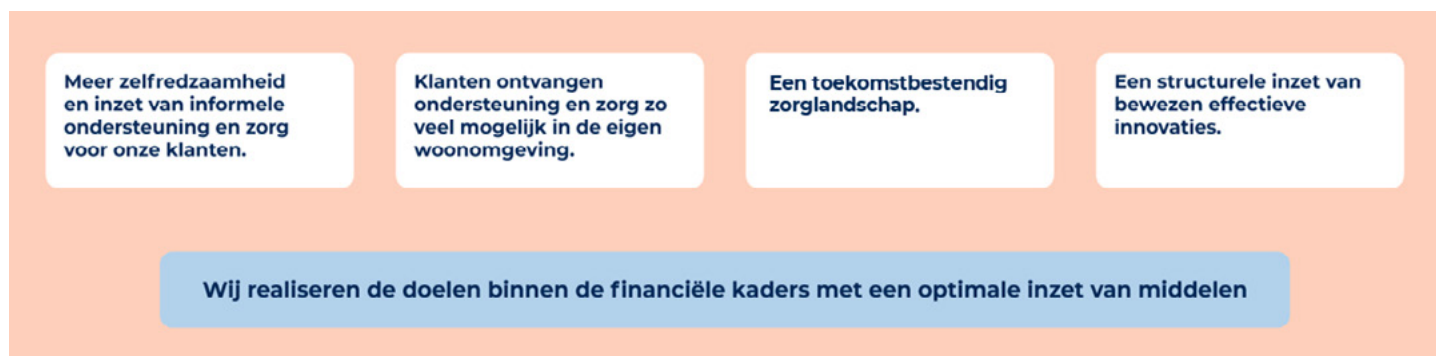 Meer zelfredzaamheid
en inzet van informele
ondersteuning en zorg
voor onze klanten.
Klanten ontvangen
ondersteuning en zorg zo
veel mogelijk in de eigen
woonomgeving.
Een toekomstbestendig
zorglandschap.
Een structurele inzet van
bewezen effectieve
innovaties.
Wij realiseren de doelen binnen de financiële kaders met een optimale inzet van middelen